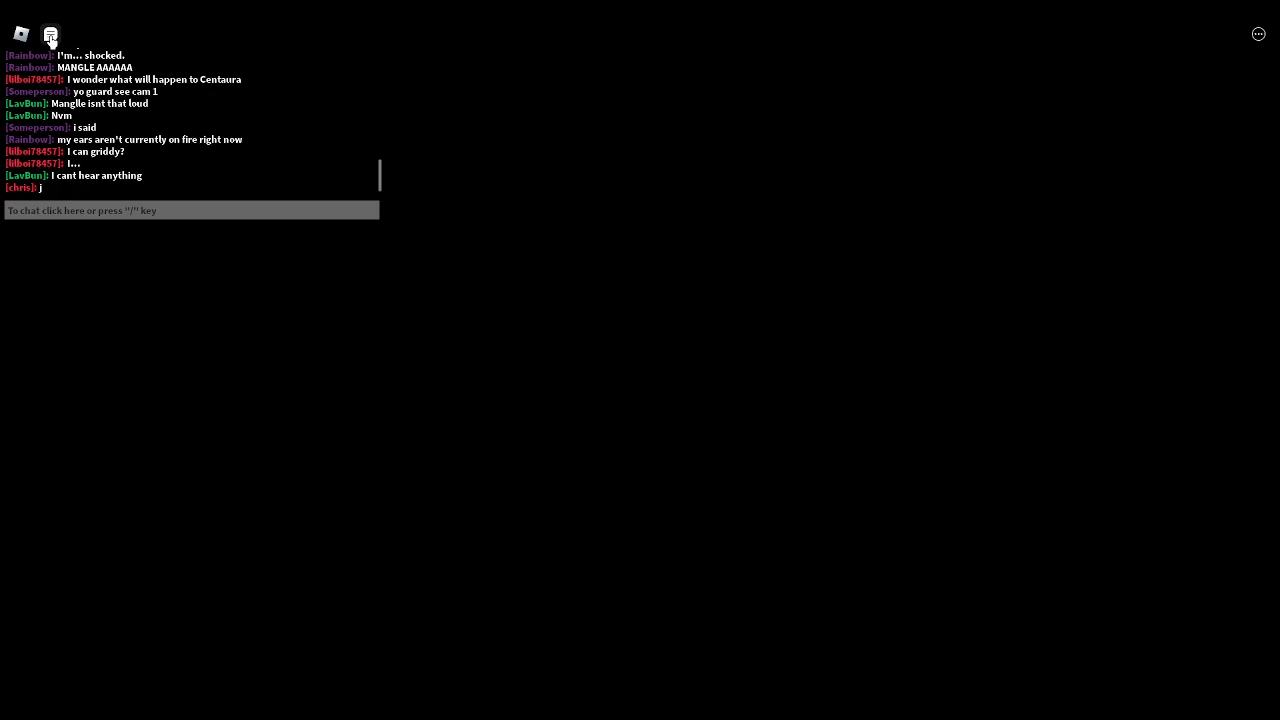 [Rainbow]: I'm... shocked.
[Rainbow]: MANGLE AAAAAA
[lilboi78457]: I wonder what will happen to Centaura
[Someperson]: yo guard see cam 1
[LavBun]: Manglle isnt that loud
[LavBun]: Nvm
[Someperson]: i said
[Rainbow]: my ears aren't currently on fire right now
[lilboi78457]: I can griddy?
[lilboi78457]: I...
[LavBun]: I cant hear anything
[chris]: j
To chat click here or press "/" key